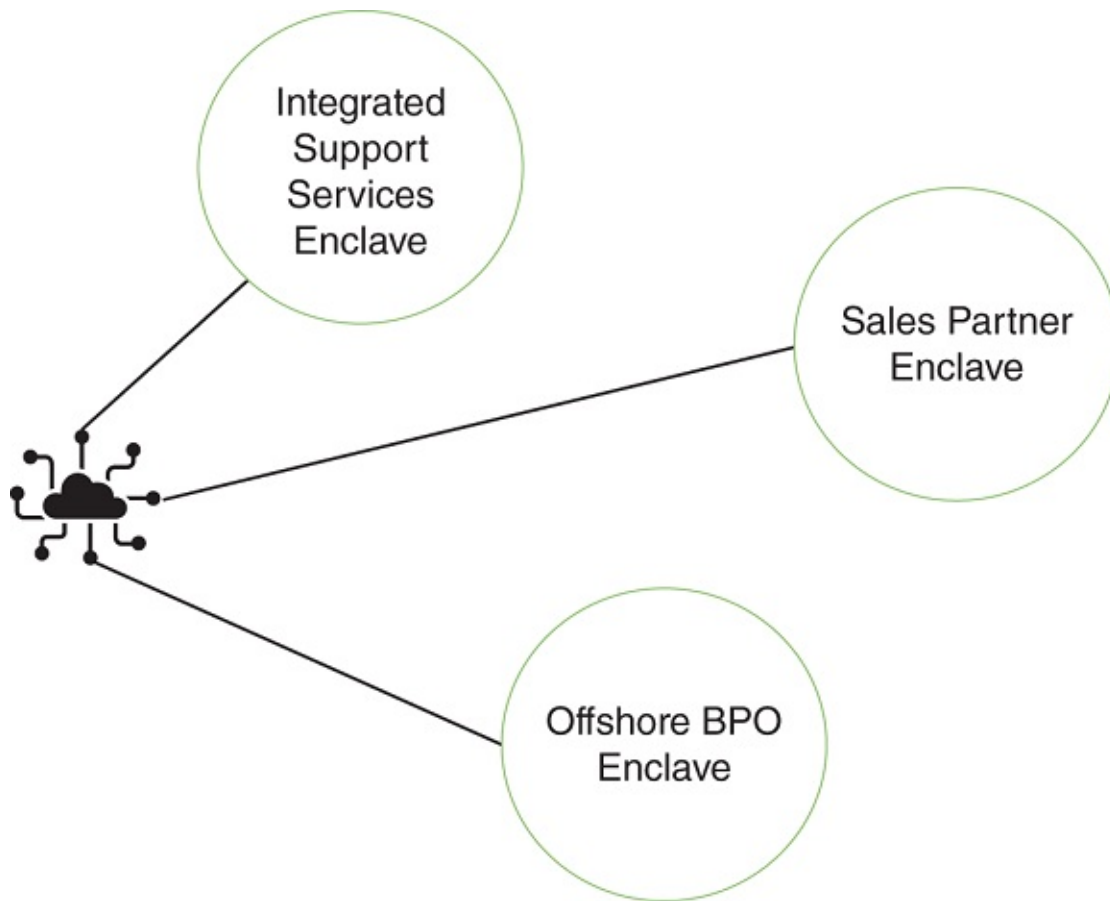 Integrated
Support
Services
Enclave
Sales Partner
Enclave
Offshore BPO
Enclave